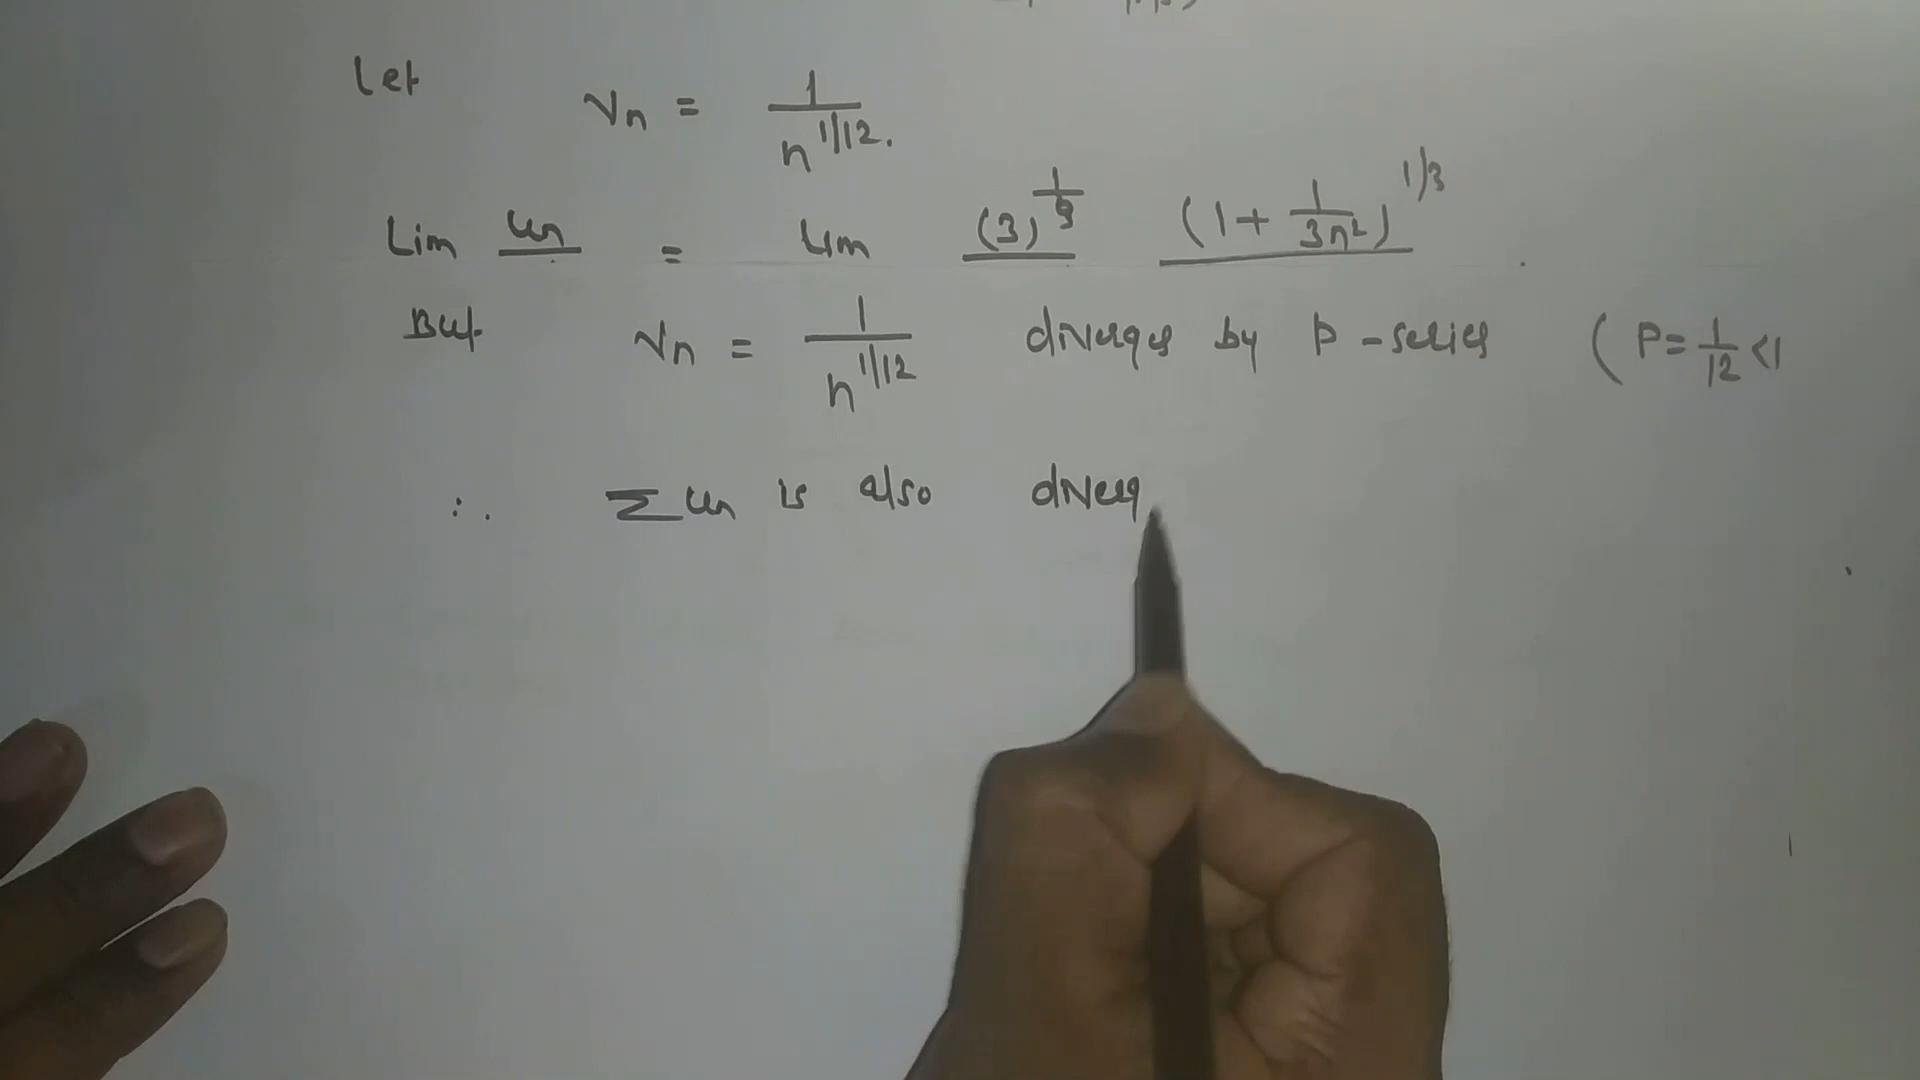 Let Vn = 1/n^1/12.
Lim un = Lim (3)^1/3 (1+ 1/3n²)^1/3
But Vn = 1/n^1/12 diverges by P-series (P=1/12<1
∴ Σun is also diverg